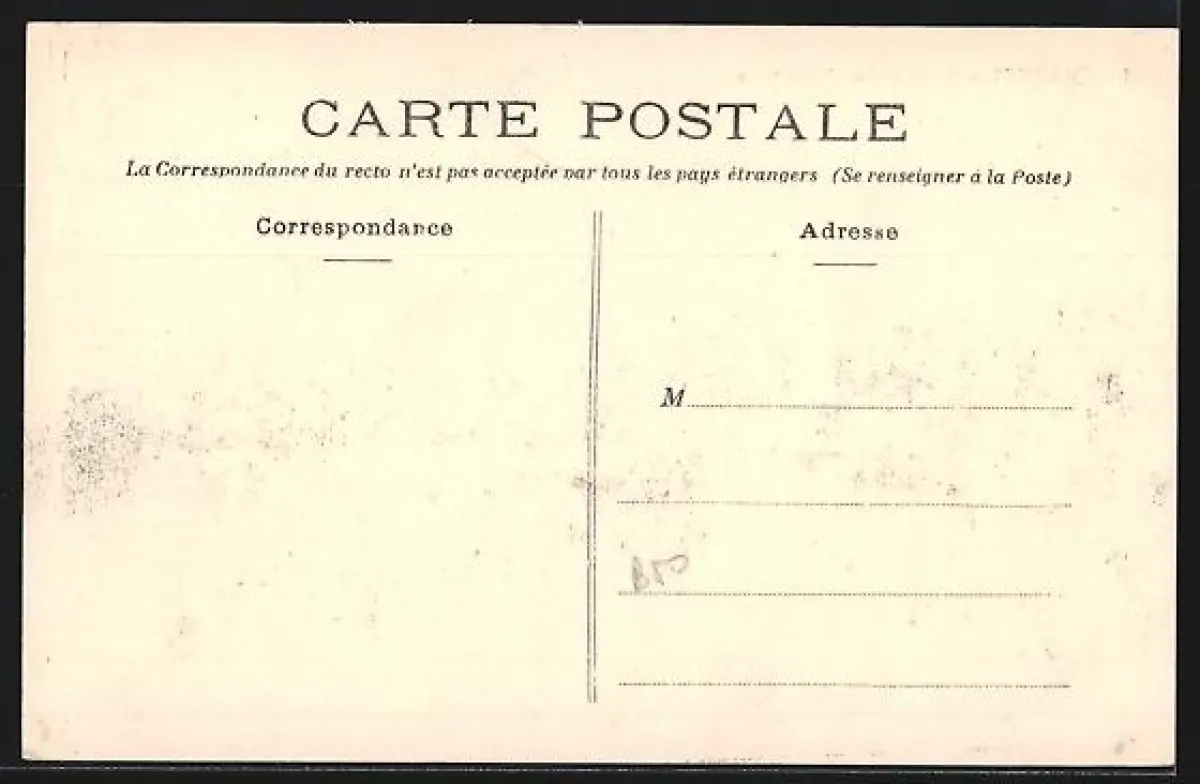 CARTE POSTALE
La Correspondance du recto n'est pas acceptée par tous les pays étrangers (Se renseigner à la Poste)
Correspondance
Adresse
M